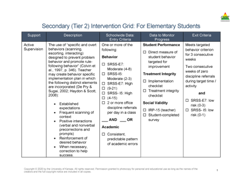 Secondary (Tier 2) Intervention Grid: For Elementary Students
Support
Description
Schoolwide Data:
Entry Criteria
Data to Monitor
Progress
Exit Criteria
Active
Supervision
The use of "specific and overt
behaviors (scanning,
escorting, interacting)
designed to prevent problem
behavior and promote rule-
following behavior" (Colvin et
al., 1997, p. 346). Teacher
may create behavior specific
implementation plan in which
the following distinct elements
are incorporated (De Pry &
Sugai, 2002; Haydon & Scott,
2008):
Established
expectations
Frequent scanning of
context
Positive interactions
(verbal and nonverbal
precorrections and
prompts)
Reinforcement of
desired behavior
When necessary,
correction to help
success.
One or more of the
following:
Behavior
SRSS-E7:
Moderate (4-8)
SRSS-I5:
Moderate (2-3)
SRSS-E7: High
(9-21)
SRSS-I5: High
(4-15)
2 or more office
discipline referrals
per day in a class
___ AND ___ OR
Academic
Consistent
predictable pattern
of academic errors
Student Performance
Direct measure of
student behavior
targeted for
improvement
Treatment Integrity
Implementation
checklist
Treatment integrity
checklist
Social Validity
IRP-15 (teacher)
Student-completed
survey
Meets targeted
behavior criterion
for 3 consecutive
weeks
Two consecutive
weeks of zero
discipline referrals
during target time /
activity
and
SRSS-E7: low
risk (0-3)
SRSS-I5: low
risk (0-1)